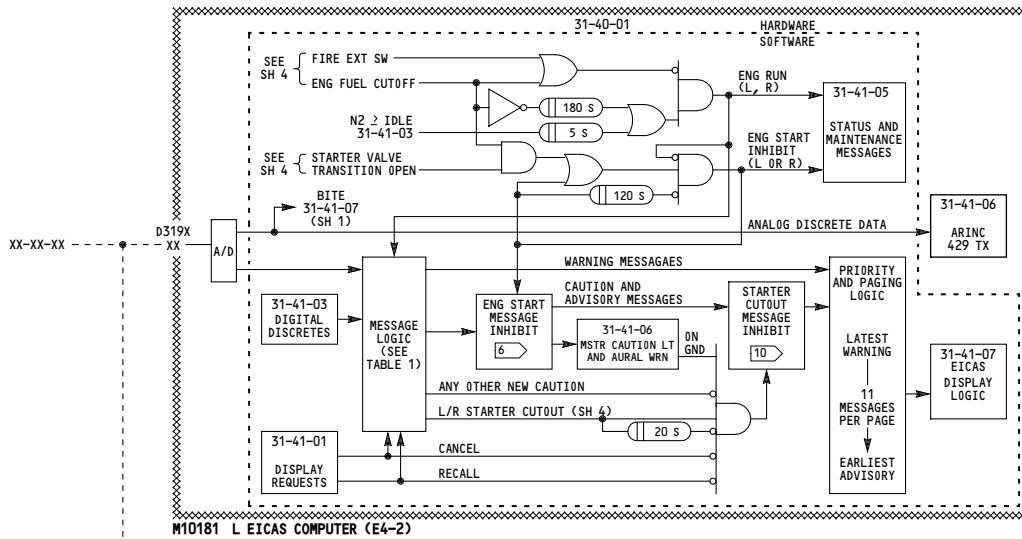 31-40-01
HARDWARE
SOFTWARE
SEE
SH 4
FIRE EXT SW
ENG FUEL CUTOFF
180 S
N2 ≥ IDLE
31-41-03
5 S
ENG RUN
(L, R)
31-41-05
STATUS AND
MAINTENANCE
MESSAGES
ENG START
INHIBIT
(L OR R)
SEE
SH 4
STARTER VALVE
TRANSITION OPEN
120 S
BITE
31-41-07
(SH 1)
XX-XX-XX
D319X
XX
A/D
ANALOG DISCRETE DATA
31-41-06
ARINC
429 TX
WARNING MESSAGAES
31-41-03
DIGITAL
DISCRETES
MESSAGE
LOGIC
(SEE
TABLE 1)
ENG START
MESSAGE
INHIBIT
6
CAUTION AND
ADVISORY MESSAGES
31-41-06
MSTR CAUTION LT
AND AURAL WRN
ON
GND
STARTER
CUTOUT
MESSAGE
INHIBIT
10
PRIORITY
AND PAGING
LOGIC
LATEST
WARNING
11
MESSAGES
PER PAGE
EARLIEST
ADVISORY
31-41-07
EICAS
DISPLAY
LOGIC
ANY OTHER NEW CAUTION
L/R STARTER CUTOUT (SH 4)
20 S
31-41-01
DISPLAY
REQUESTS
CANCEL
RECALL
M10181 L EICAS COMPUTER (E4-2)